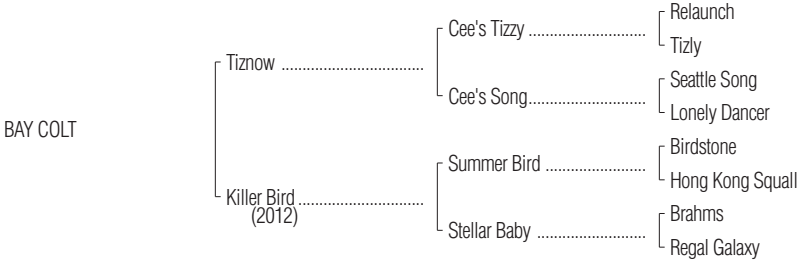 Relaunch
Cee's Tizzy ..............................
Tizly
Tiznow .....................................
Seattle Song
Cee's Song...............................
Lonely Dancer
BAY COLT
Birdstone
Summer Bird ..........................
Hong Kong Squall
Killer Bird.................................
(2012)
Brahms
Stellar Baby ............................
Regal Galaxy